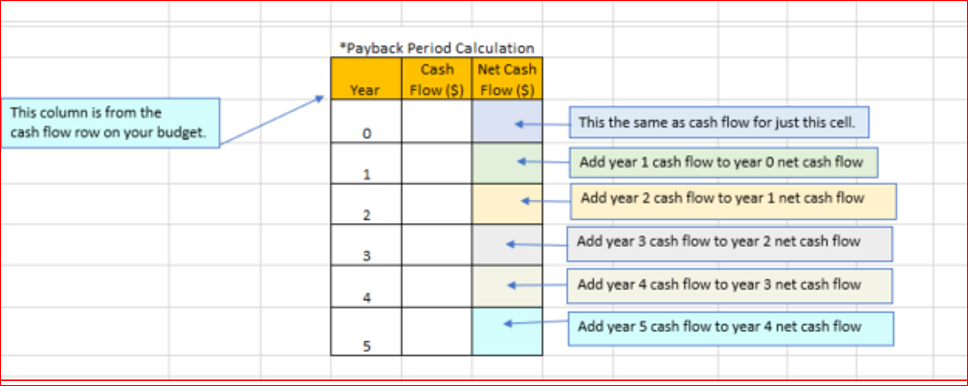 *Payback Period Calculation
Year
Cash
Flow ($)
Net Cash
Flow ($)
This column is from the
cash flow row on your budget.
0
This the same as cash flow for just this cell.
1
Add year 1 cash flow to year 0 net cash flow
2
Add year 2 cash flow to year 1 net cash flow
3
Add year 3 cash flow to year 2 net cash flow
4
Add year 4 cash flow to year 3 net cash flow
5
Add year 5 cash flow to year 4 net cash flow